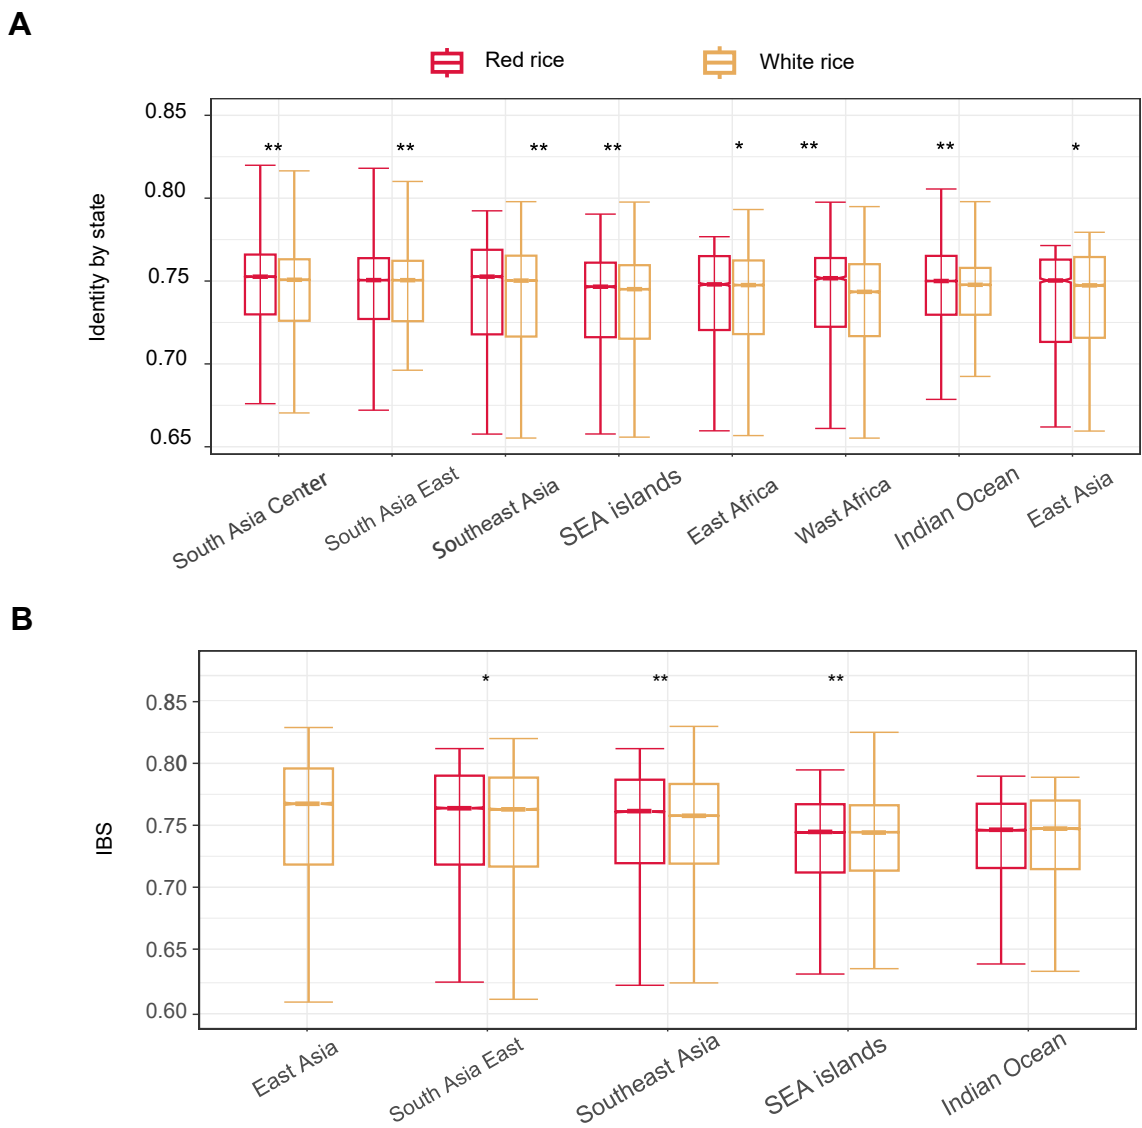 A
Red rice
White rice
Identity by state
0.85
0.80
0.75
0.70
0.65
** ** ** ** * ** ** *
South Asia Center
South Asia East
Southeast Asia
SEA islands
East Africa
Wast Africa
Indian Ocean
East Asia
B
IBS
0.85
0.80
0.75
0.70
0.65
0.60
* ** **
East Asia
South Asia East
Southeast Asia
SEA islands
Indian Ocean